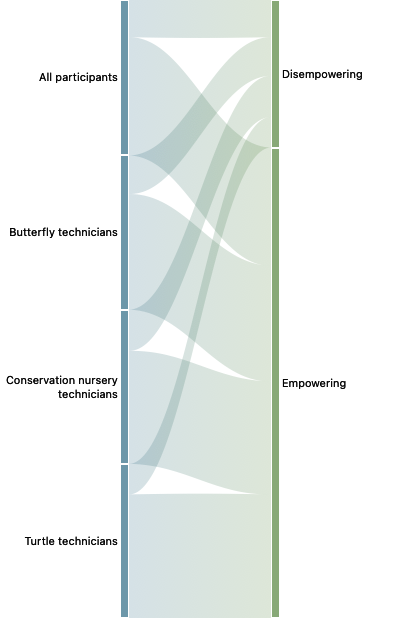 All participants
Disempowering
Butterfly technicians
Conservation nursery
technicians
Empowering
Turtle technicians